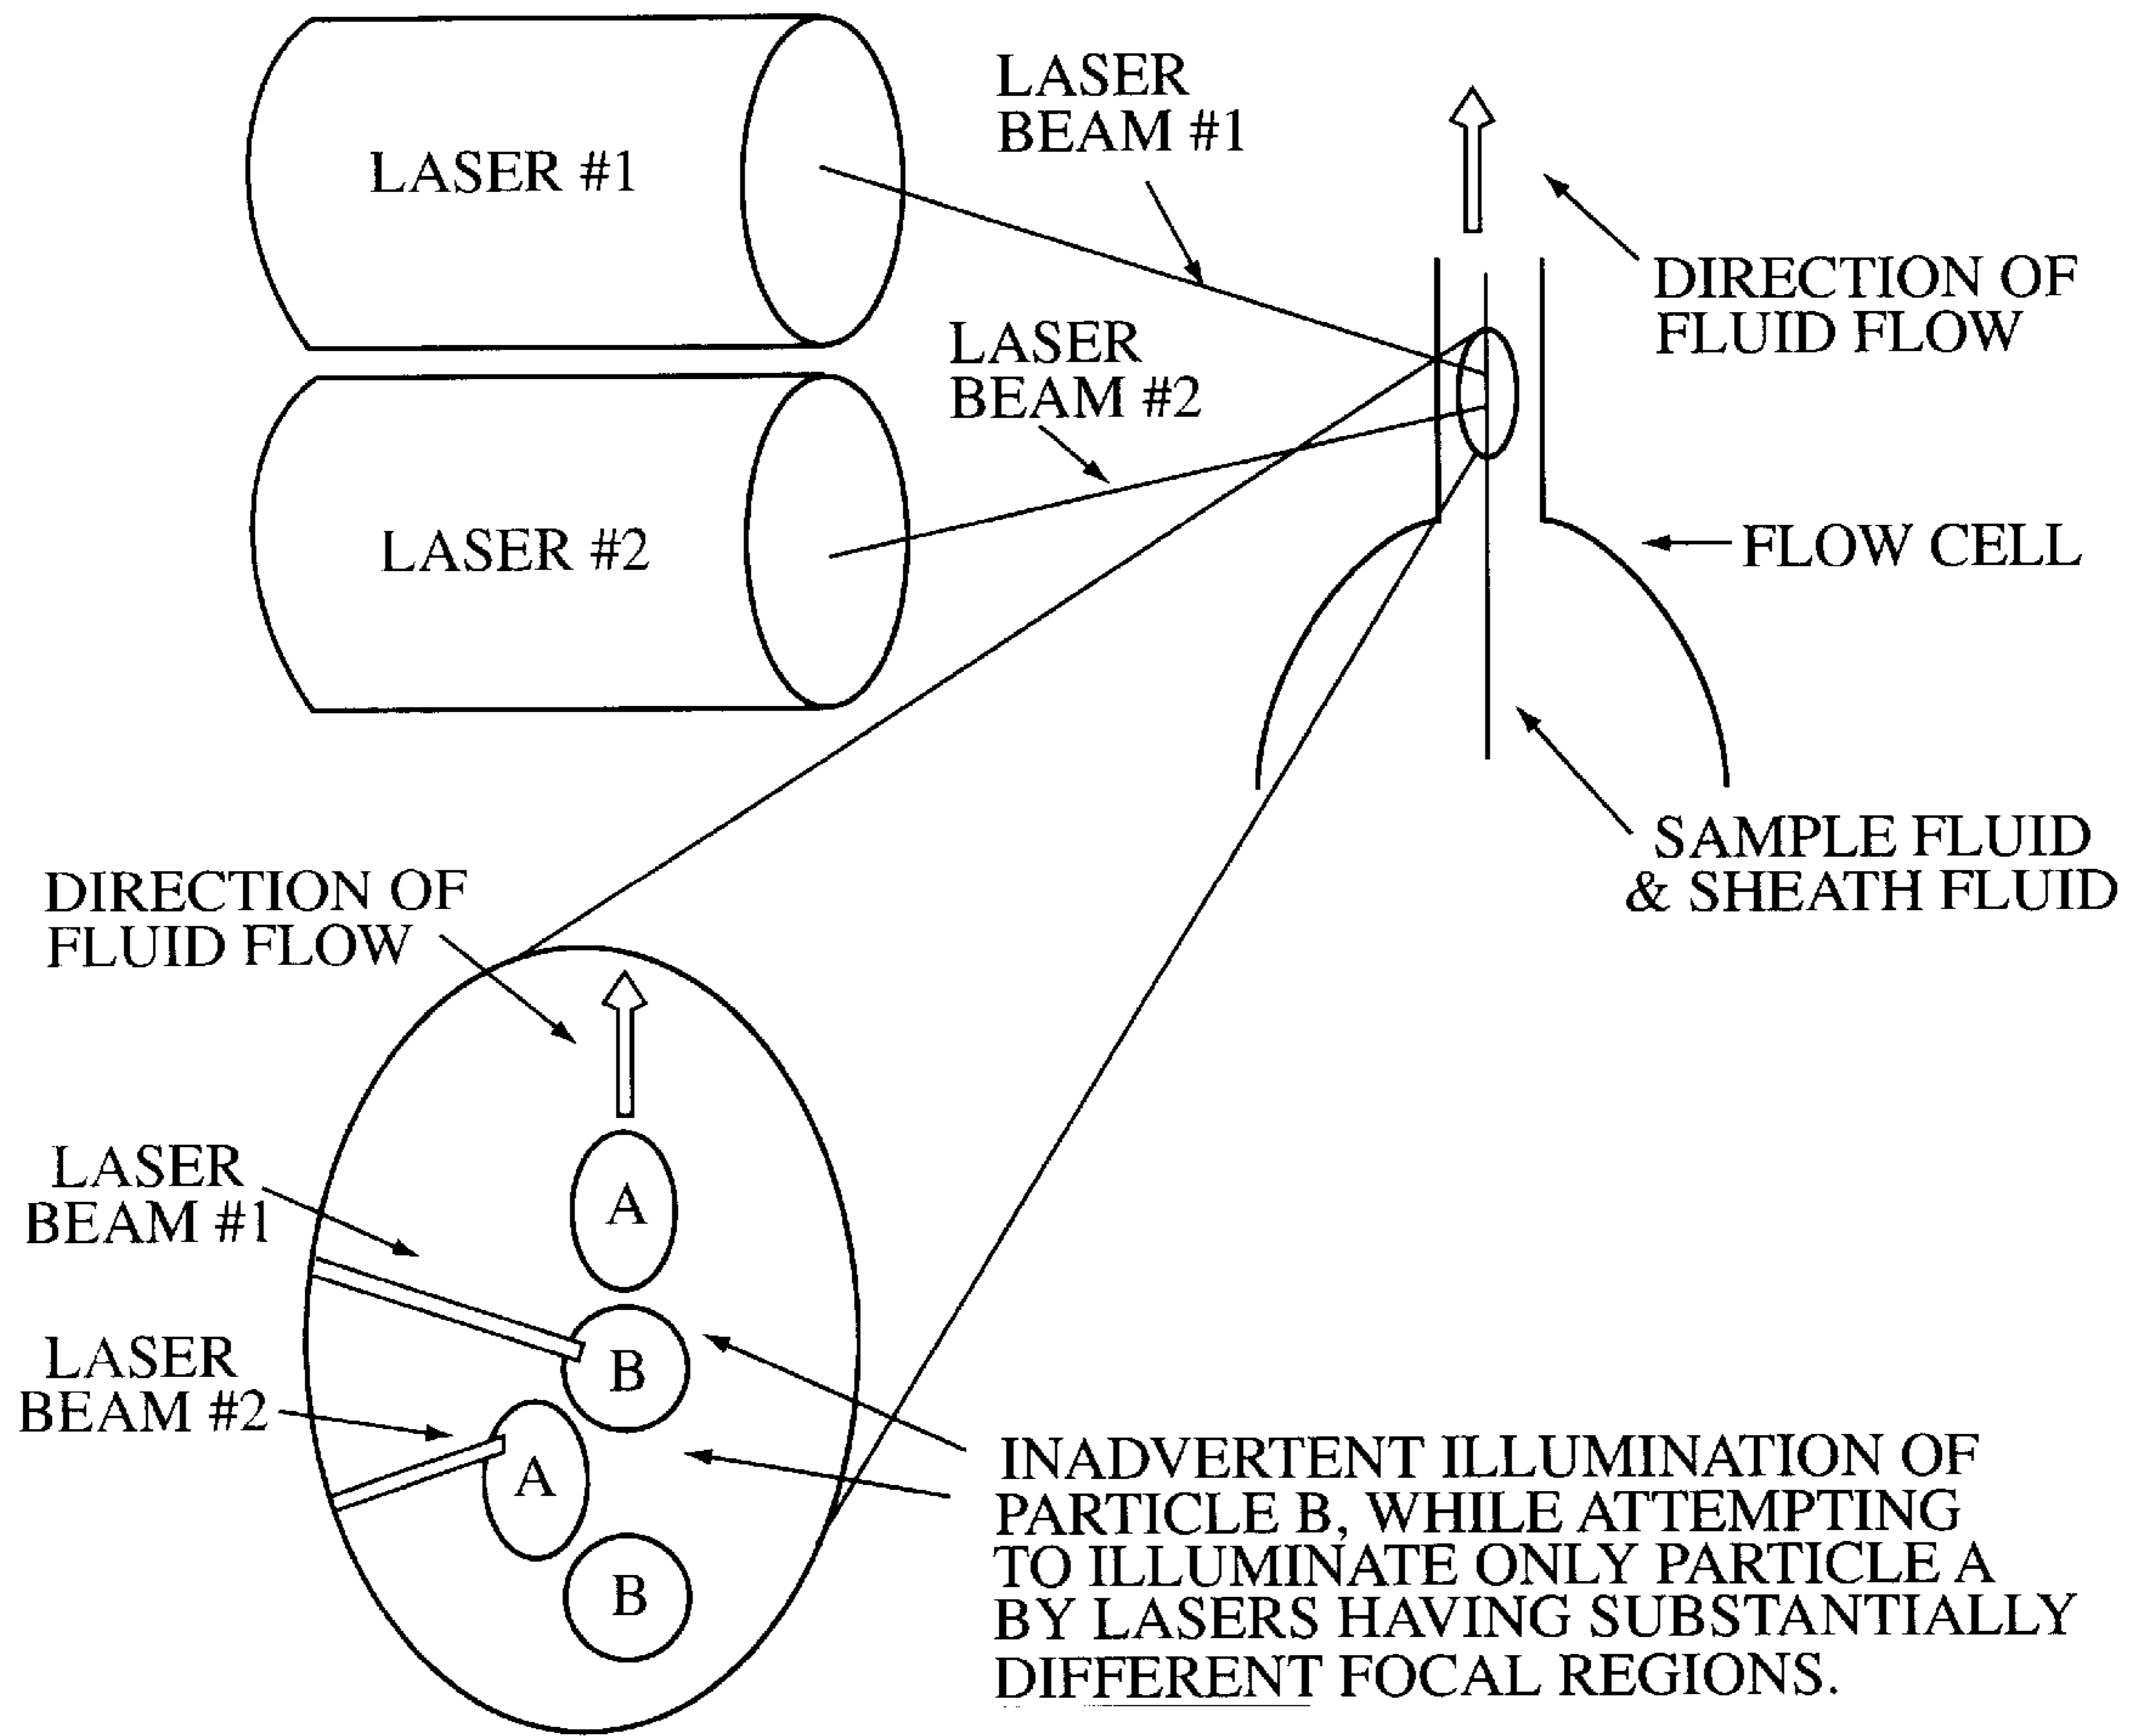 LASER #1
LASER
BEAM #1
DIRECTION OF
FLUID FLOW
LASER
BEAM #2
LASER #2
FLOW CELL
SAMPLE FLUID
& SHEATH FLUID
DIRECTION OF
FLUID FLOW
LASER
BEAM #1
A
B
LASER
BEAM #2
A
B
INADVERTENT ILLUMINATION OF
PARTICLE B, WHILE ATTEMPTING
TO ILLUMINATE ONLY PARTICLE A
BY LASERS HAVING SUBSTANTIALLY
DIFFERENT FOCAL REGIONS.